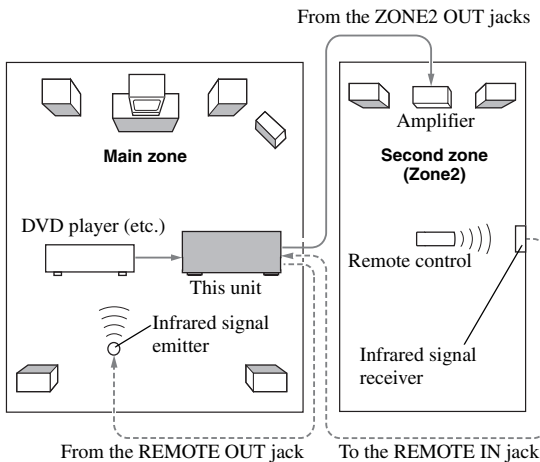 From the ZONE2 OUT jacks
Amplifier
Main zone
Second zone
(Zone2)
DVD player (etc.)
Remote control
This unit
Infrared signal
emitter
Infrared signal
receiver
From the REMOTE OUT jack
To the REMOTE IN jack